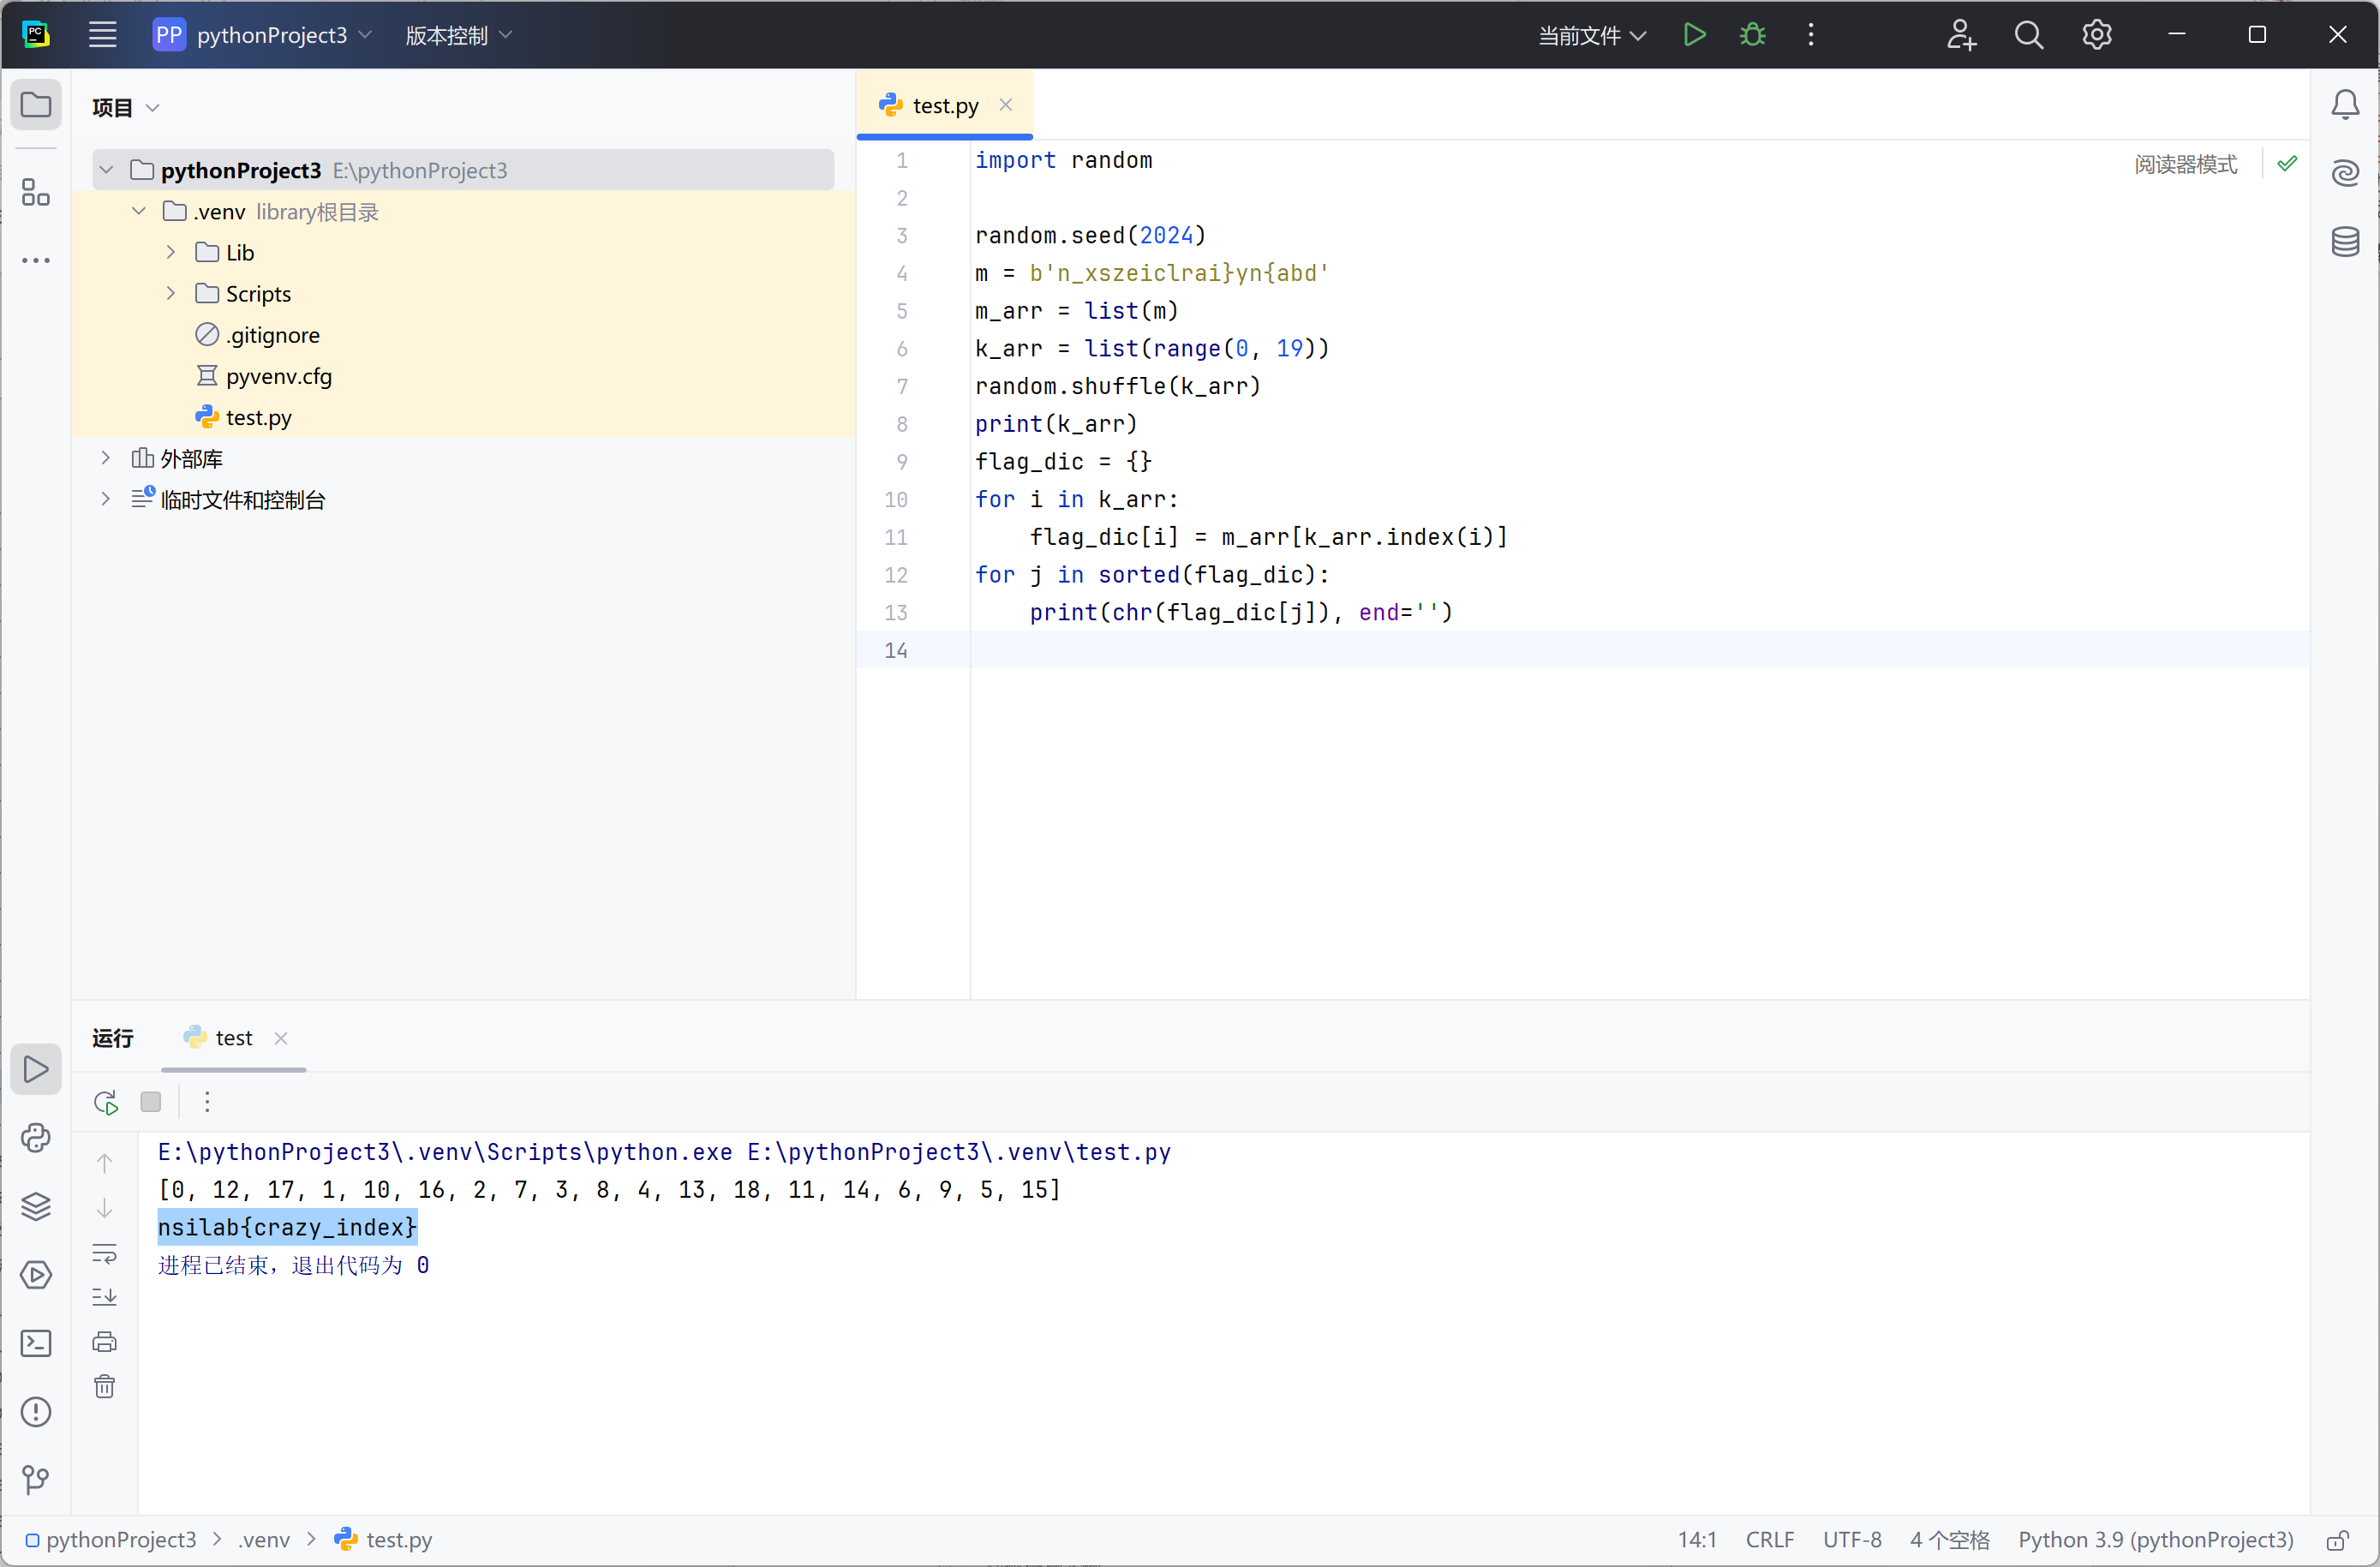 PC
PP pythonProject3 版本控制 当前文件
项目
pythonProject3 E:\pythonProject3
.venv library根目录
Lib
Scripts
.gitignore
pyvenv.cfg
test.py
外部库
临时文件和控制台
test.py
阅读器模式
1 import random
2
3 random.seed(2024)
4 m = b'n_xszeiclrai}yn{abd'
5 m_arr = list(m)
6 k_arr = list(range(0, 19))
7 random.shuffle(k_arr)
8 print(k_arr)
9 flag_dic = {}
10 for i in k_arr:
11     flag_dic[i] = m_arr[k_arr.index(i)]
12 for j in sorted(flag_dic):
13     print(chr(flag_dic[j]), end='')
14
运行 test
E:\pythonProject3\.venv\Scripts\python.exe E:\pythonProject3\.venv\test.py
[0, 12, 17, 1, 10, 16, 2, 7, 3, 8, 4, 13, 18, 11, 14, 6, 9, 5, 15]
nsilab{crazy_index}
进程已结束，退出代码为 0
pythonProject3 > .venv > test.py 14:1 CRLF UTF-8 4 个空格 Python 3.9 (pythonProject3)